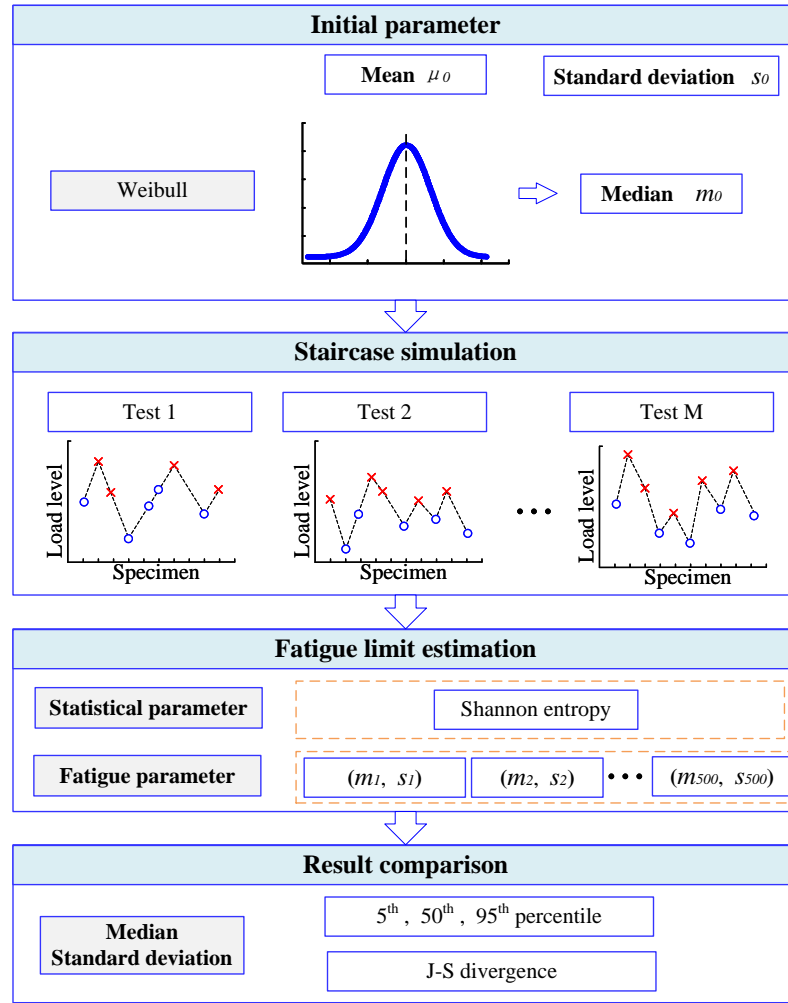 Initial parameter
Mean μ0
Standard deviation s0
Weibull
Median m0
Staircase simulation
Test 1
Test 2
Test M
Load level
Load level
Load level
Specimen
Specimen
Specimen
Fatigue limit estimation
Statistical parameter
Shannon entropy
Fatigue parameter
(m1, s1)
(m2, s2)
(m500, s500)
Result comparison
Median
Standard deviation
5th , 50th , 95th percentile
J-S divergence